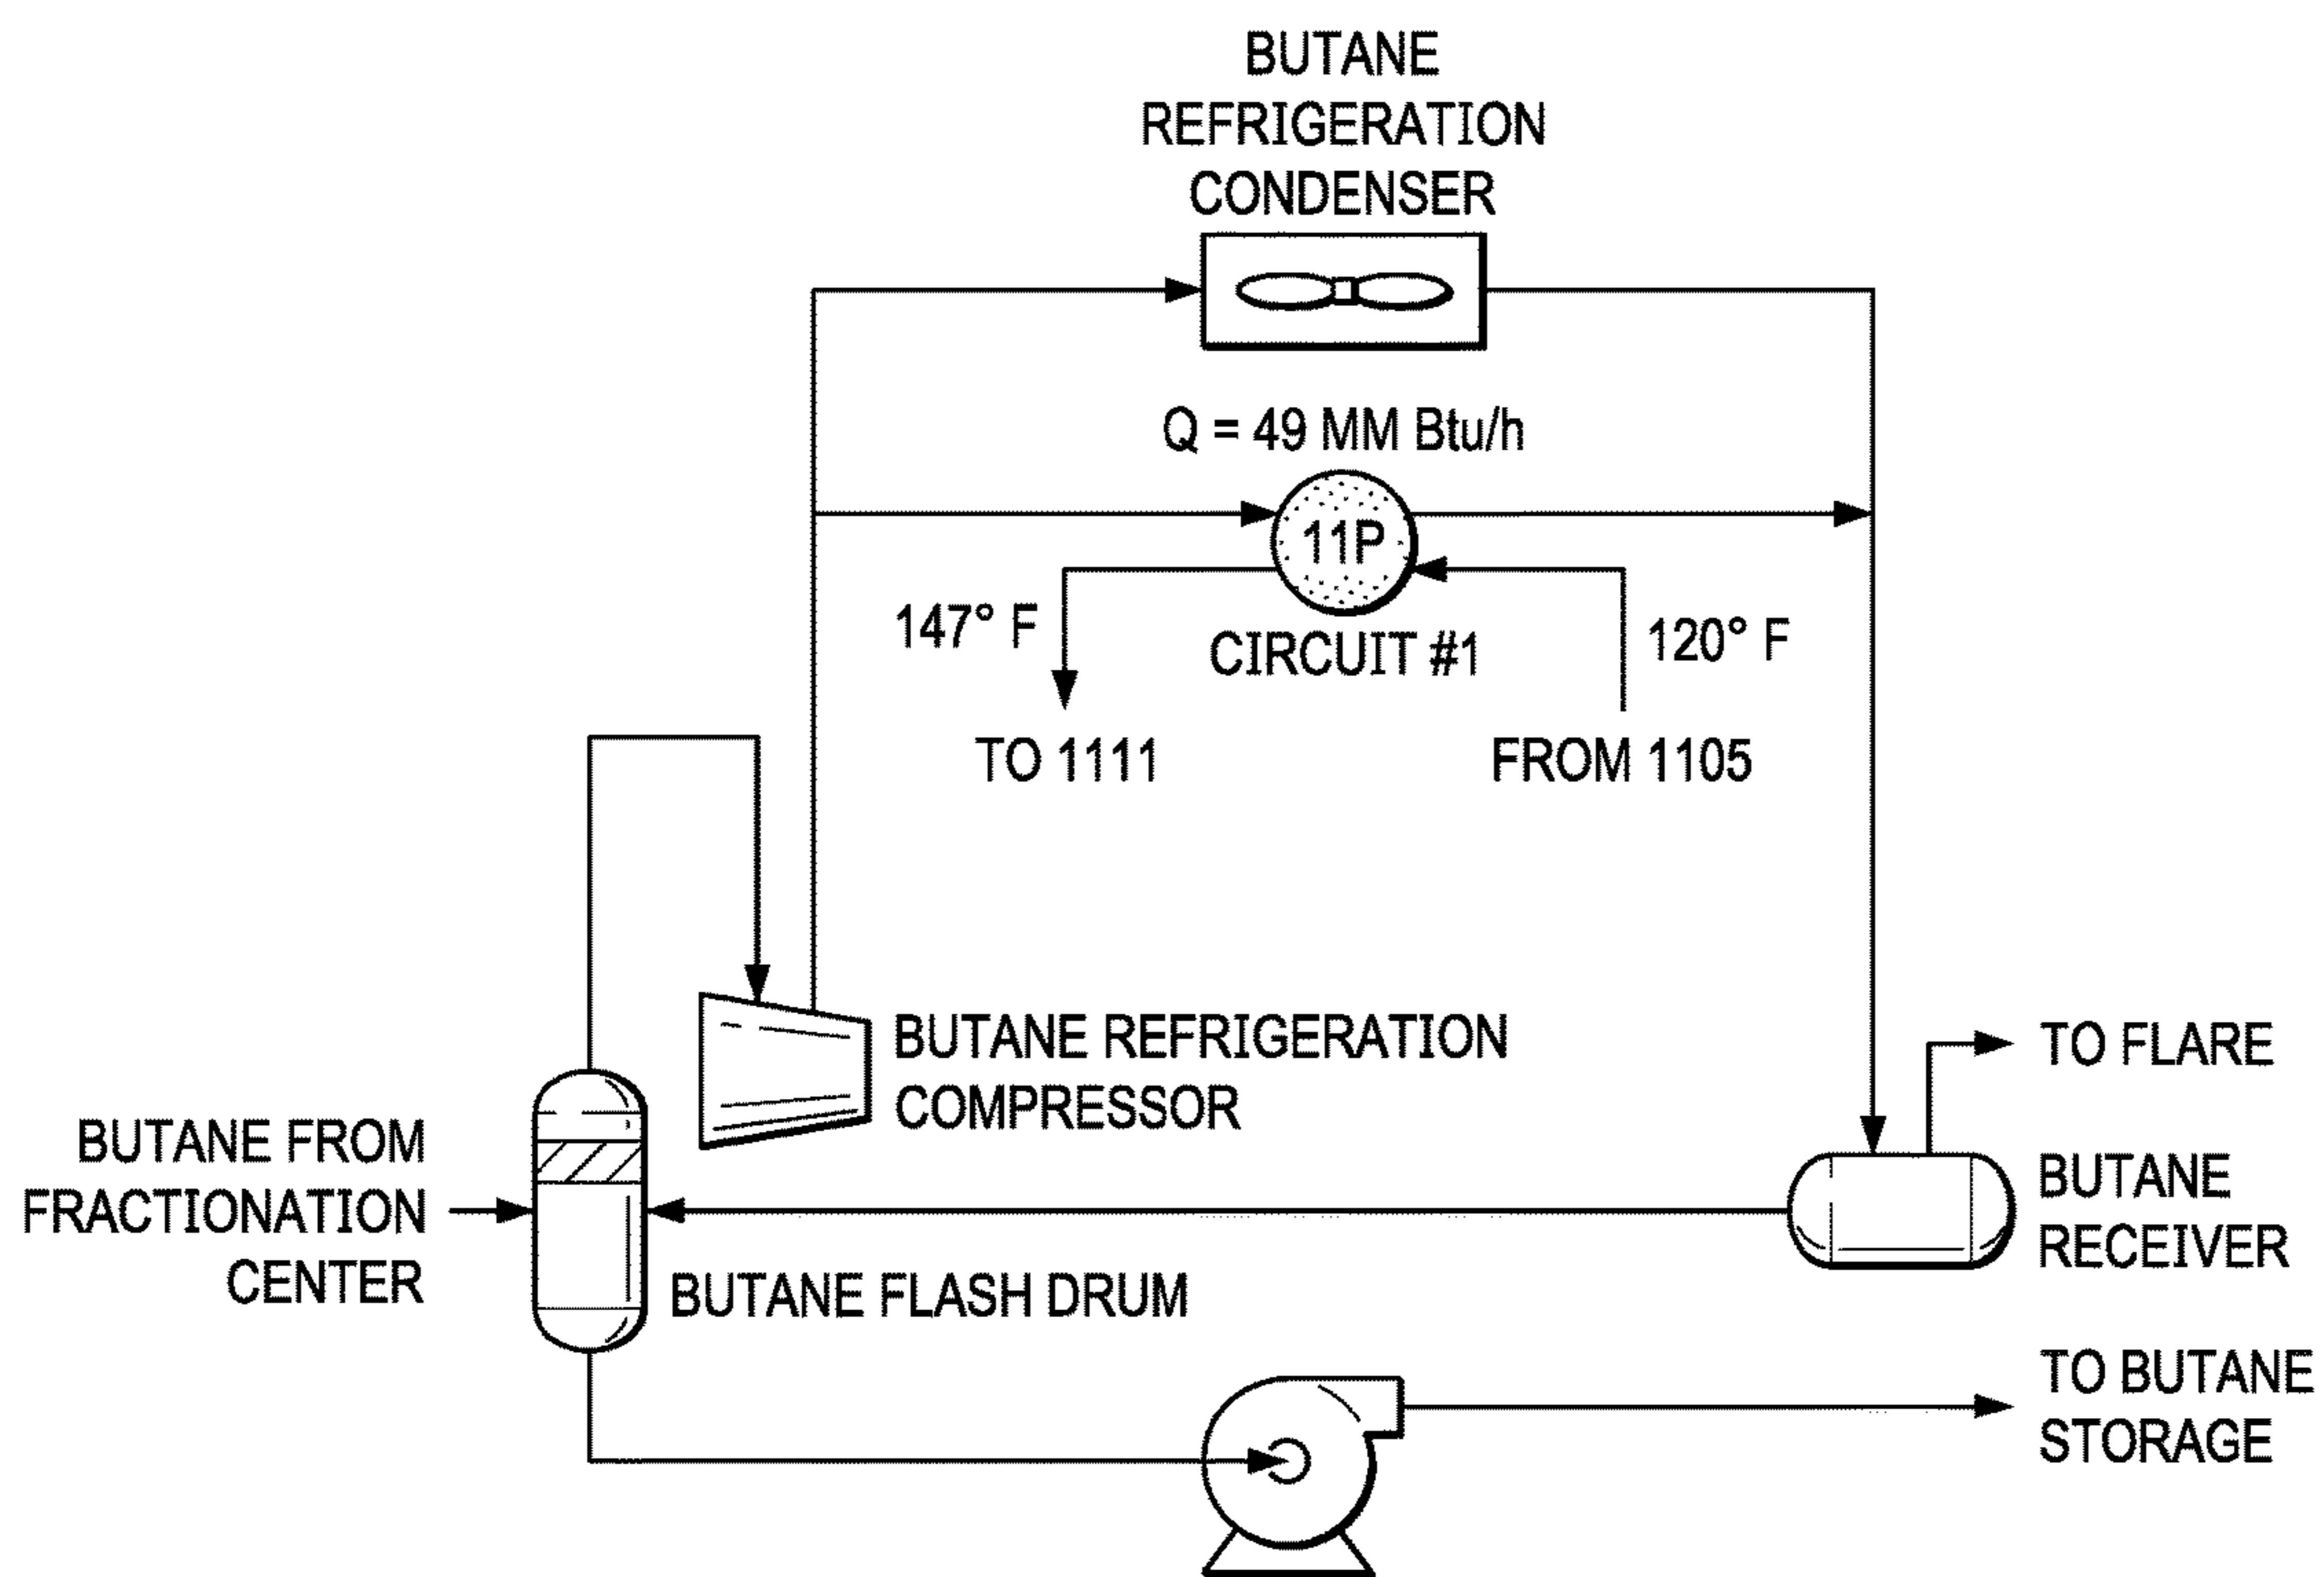 BUTANE
REFRIGERATION
CONDENSER
Q = 49 MM Btu/h
11P
147° F
CIRCUIT #1
120° F
TO 1111
FROM 1105
BUTANE REFRIGERATION
COMPRESSOR
TO FLARE
BUTANE FROM
FRACTIONATION
CENTER
BUTANE
RECEIVER
BUTANE FLASH DRUM
TO BUTANE
STORAGE